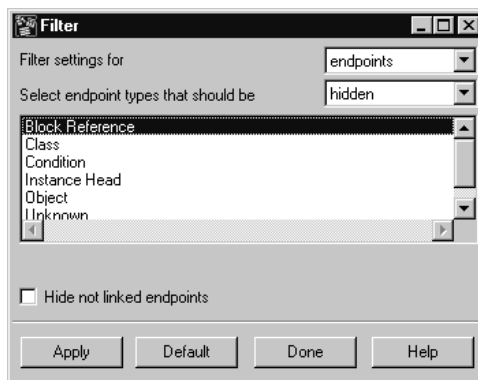 Filter
Filter settings for endpoints
Select endpoint types that should be hidden
Block Reference
Class
Condition
Instance Head
Object
Unknown
Hide not linked endpoints
Apply Default Done Help